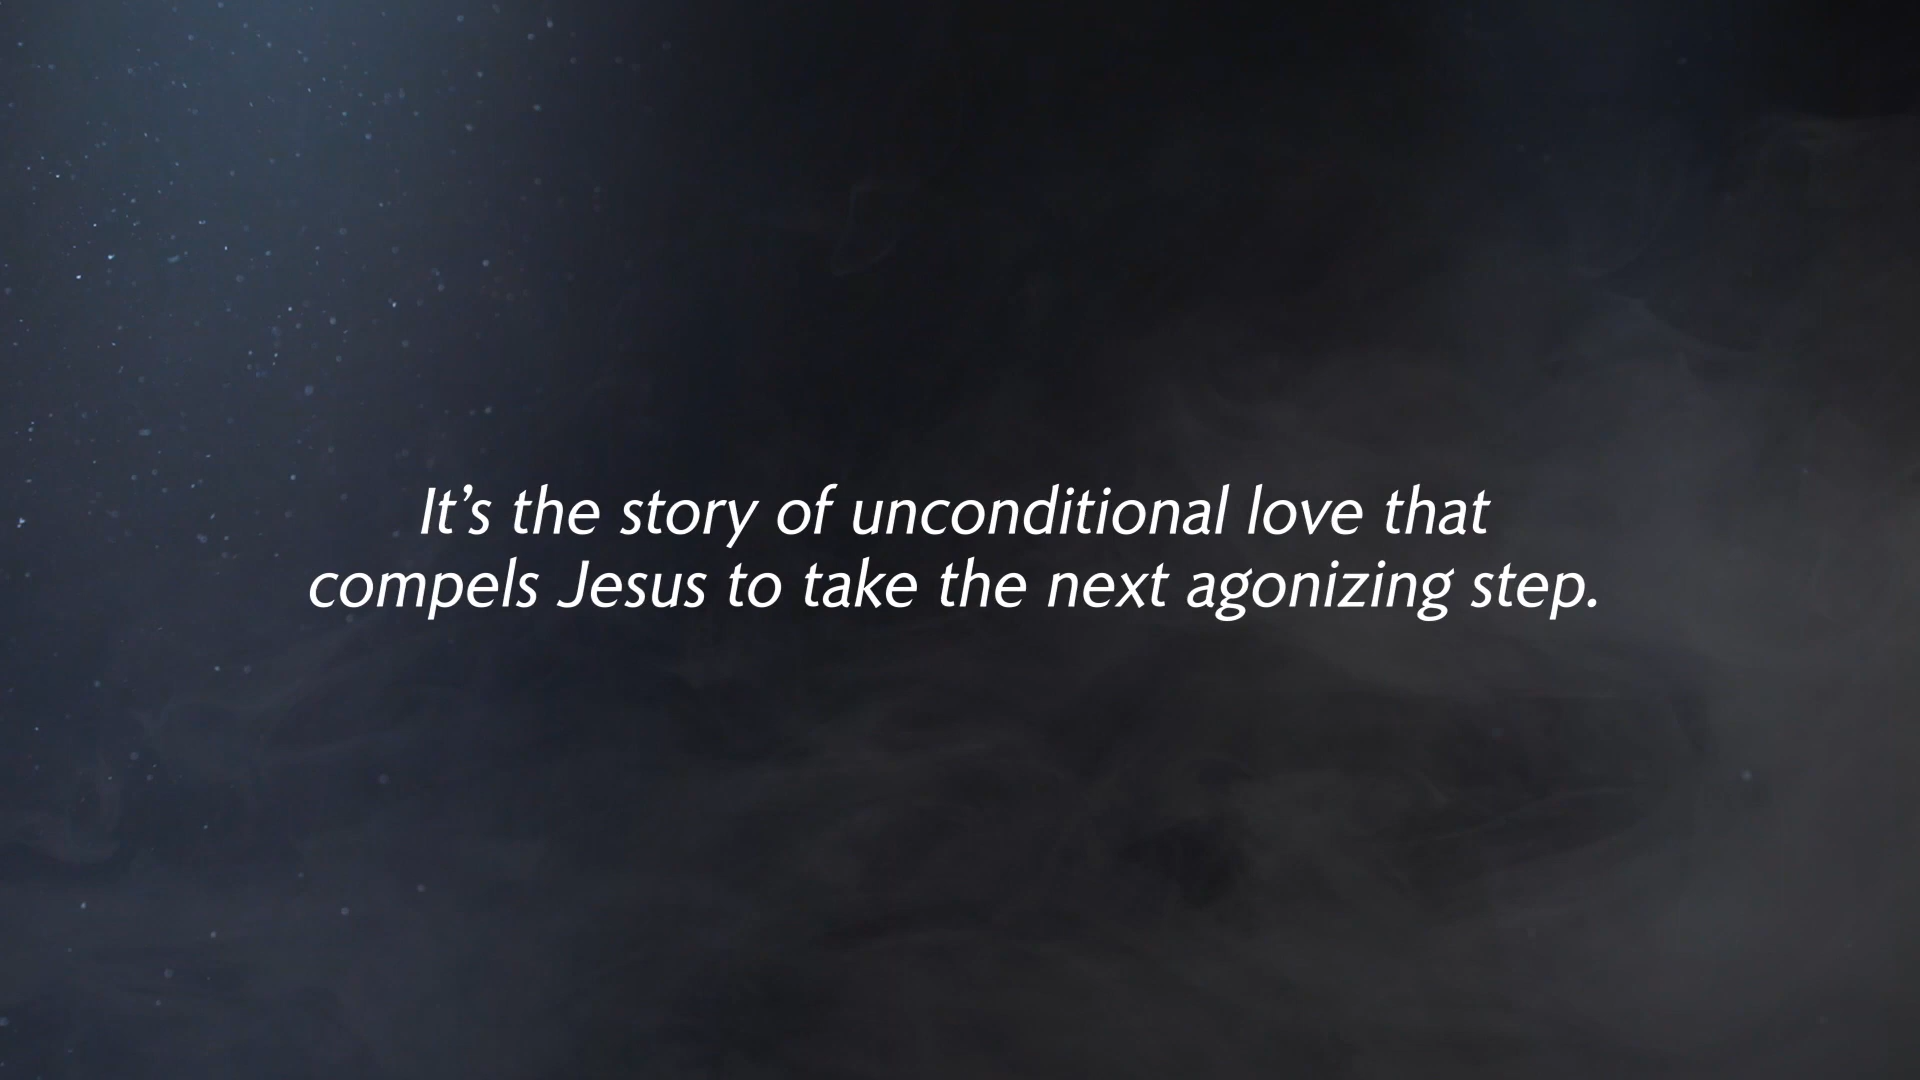 It’s the story of unconditional love that
compels Jesus to take the next agonizing step.